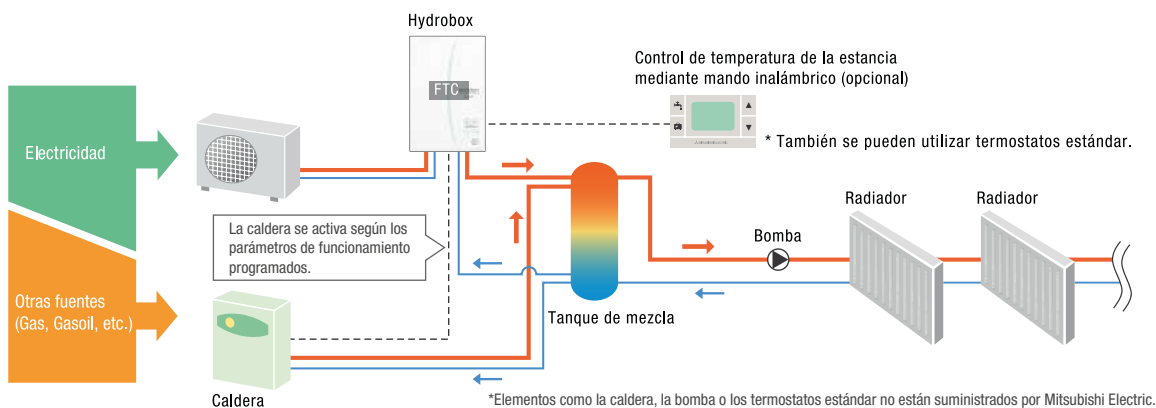 Hydrobox
FTC
Control de temperatura de la estancia
mediante mando inalámbrico (opcional)
* También se pueden utilizar termostatos estándar.
Electricidad
La caldera se activa según los
parámetros de funcionamiento
programados.
Radiador
Radiador
Bomba
Otras fuentes
(Gas, Gasoil, etc.)
Tanque de mezcla
Caldera
*Elementos como la caldera, la bomba o los termostatos estándar no están suministrados por Mitsubishi Electric.